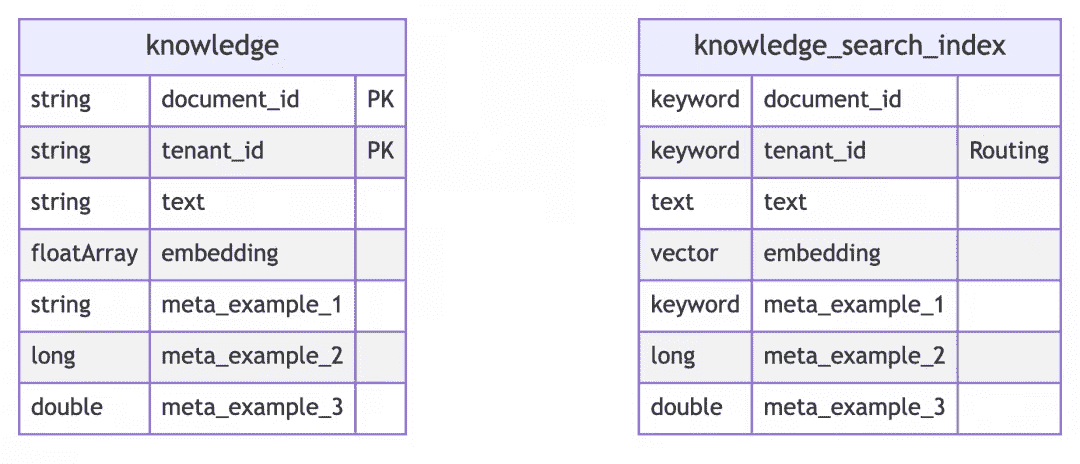 knowledge
string document_id PK
string tenant_id PK
string text
floatArray embedding
string meta_example_1
long meta_example_2
double meta_example_3
knowledge_search_index
keyword document_id
keyword tenant_id Routing
text text
vector embedding
keyword meta_example_1
long meta_example_2
double meta_example_3